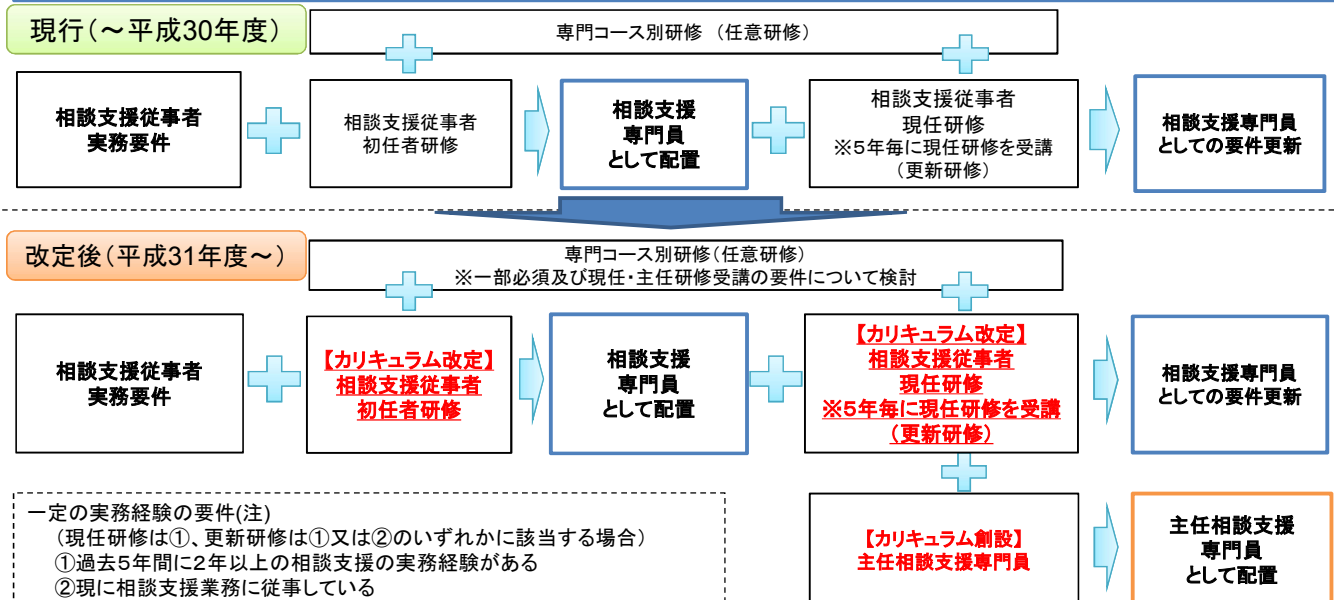 現行(～平成30年度)
専門コース別研修 (任意研修)
相談支援従事者
実務要件
相談支援従事者
初任者研修
相談支援
専門員
として配置
相談支援従事者
現任研修
※5年毎に現任研修を受講
(更新研修)
相談支援専門員
としての要件更新
改定後(平成31年度～)
専門コース別研修(任意研修)
※一部必須及び現任・主任研修受講の要件について検討
相談支援従事者
実務要件
【カリキュラム改定】
相談支援従事者
初任者研修
相談支援
専門員
として配置
【カリキュラム改定】
相談支援従事者
現任研修
※5年毎に現任研修を受講
(更新研修)
相談支援専門員
としての要件更新
一定の実務経験の要件(注)
(現任研修は①、更新研修は①又は②のいずれかに該当する場合)
①過去5年間に2年以上の相談支援の実務経験がある
②現に相談支援業務に従事している
【カリキュラム創設】
主任相談支援専門員
主任相談支援
専門員
として配置